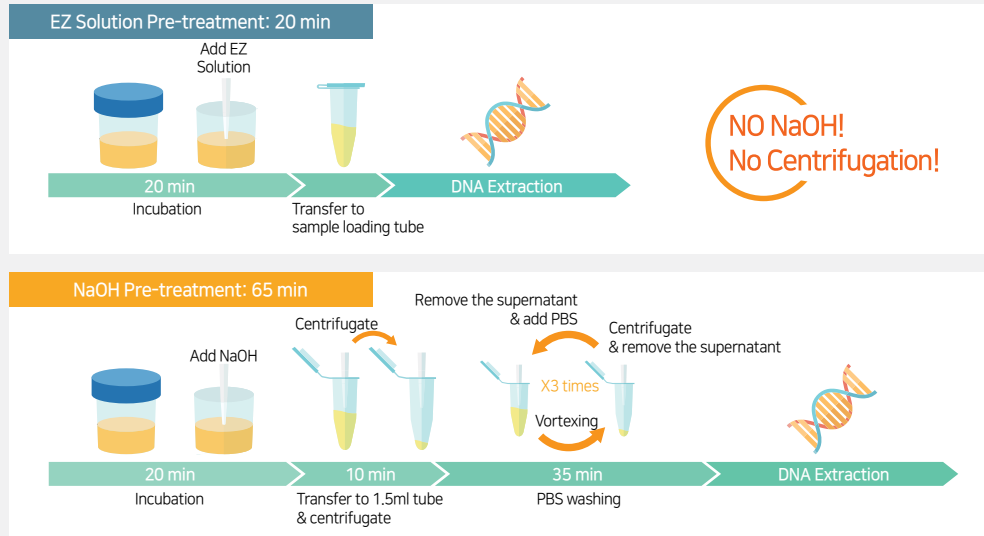 EZ Solution Pre-treatment: 20 min
Add EZ
Solution
20 min
DNA Extraction
Incubation
Transfer to
sample loading tube
NO NaOH!
No Centrifugation!
NaOH Pre-treatment: 65 min
Add NaOH
Centrifugate
Remove the supernatant
& add PBS
Centrifugate
& remove the supernatant
X3 times
Vortexing
20 min
10 min
35 min
DNA Extraction
Incubation
Transfer to 1.5ml tube
& centrifugate
PBS washing